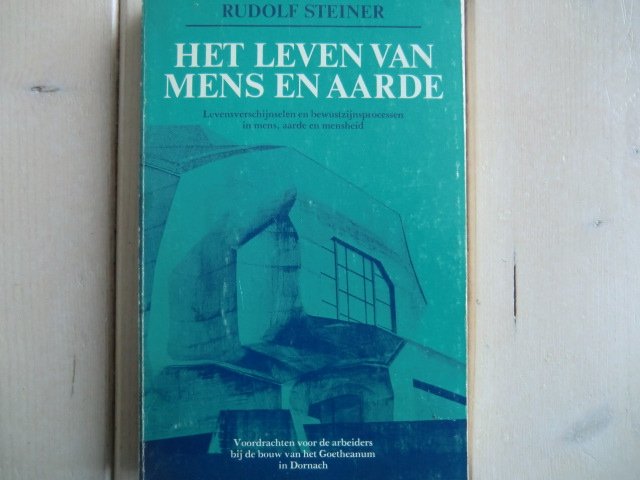 RUDOLF STEINER
HET LEVEN VAN
MENS EN AARDE
Levensverschijnselen en bewustzijnsprocessen
in mens, aarde en mensheid
Voordrachten voor de arbeiders
bij de bouw van het Goetheanum
in Dornach